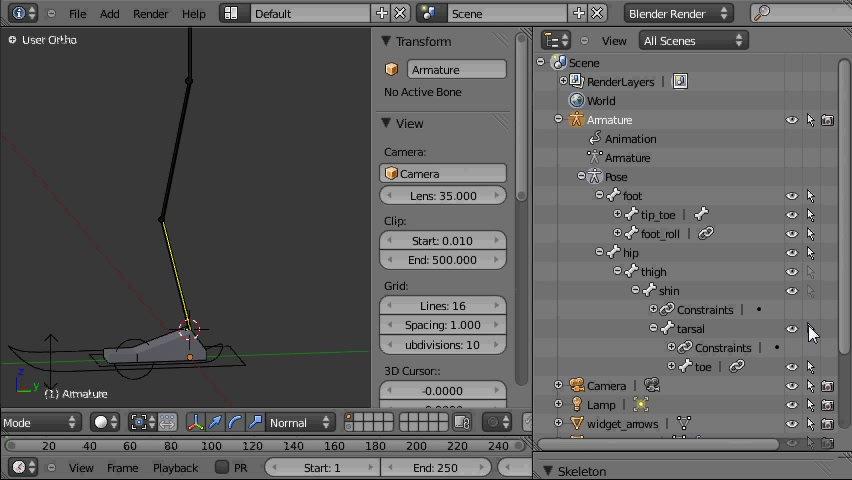 File Add Render Help Default Scene Blender Render
User Ortho
Transform
Armature
No Active Bone
View
Camera:
Camera
Lens: 35.000
Clip:
Start: 0.010
End: 500.000
Grid:
Lines: 16
Spacing: 1.000
ubdivisions: 10
3D Cursor:
-0.0000
z
y
(1) Armature
Mode Normal
View All Scenes
Scene
RenderLayers |
World
Armature
Animation
Armature
Pose
foot
tip_toe |
foot_roll |
hip
thigh
shin
Constraints |
tarsal
Constraints |
toe |
Camera |
Lamp |
widget_arrows |
Skeleton
20 40 60 80 100 120 140 160 180 200 220 240
View Frame Playback PR Start: 1 End: 250